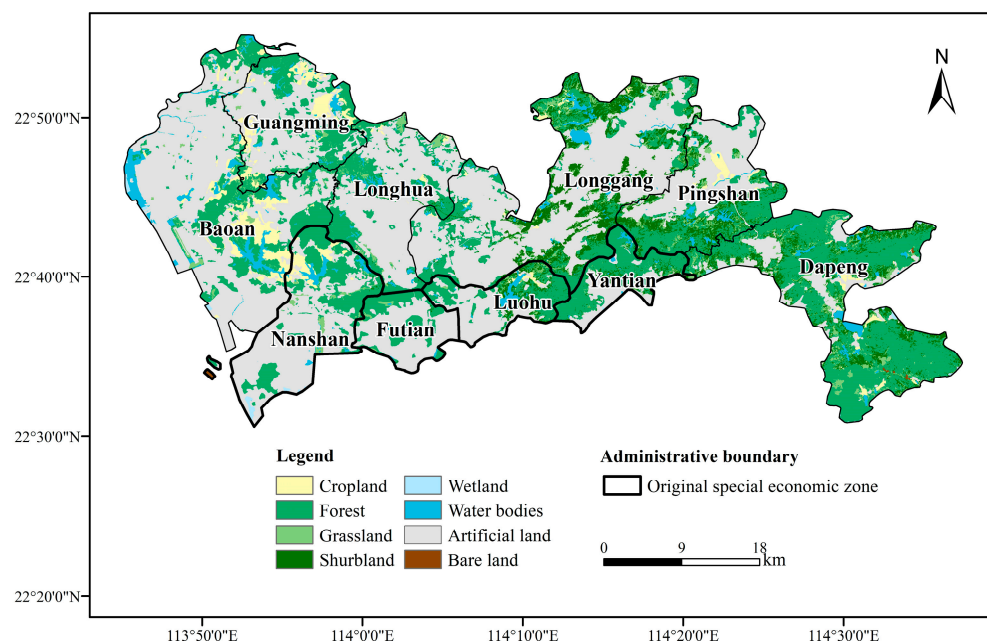 N
22°50'0"N
Guangming
Longhua
Longgang
Pingshan
Baoan
22°40'0"N
Dapeng
Yantian
Luohu
Futian
Nanshan
22°30'0"N
Legend
Cropland
Wetland
Forest
Water bodies
Grassland
Artificial land
Shurbland
Bare land
Administrative boundary
Original special economic zone
0 9 18
km
22°20'0"N
113°50'0"E 114°0'0"E 114°10'0"E 114°20'0"E 114°30'0"E